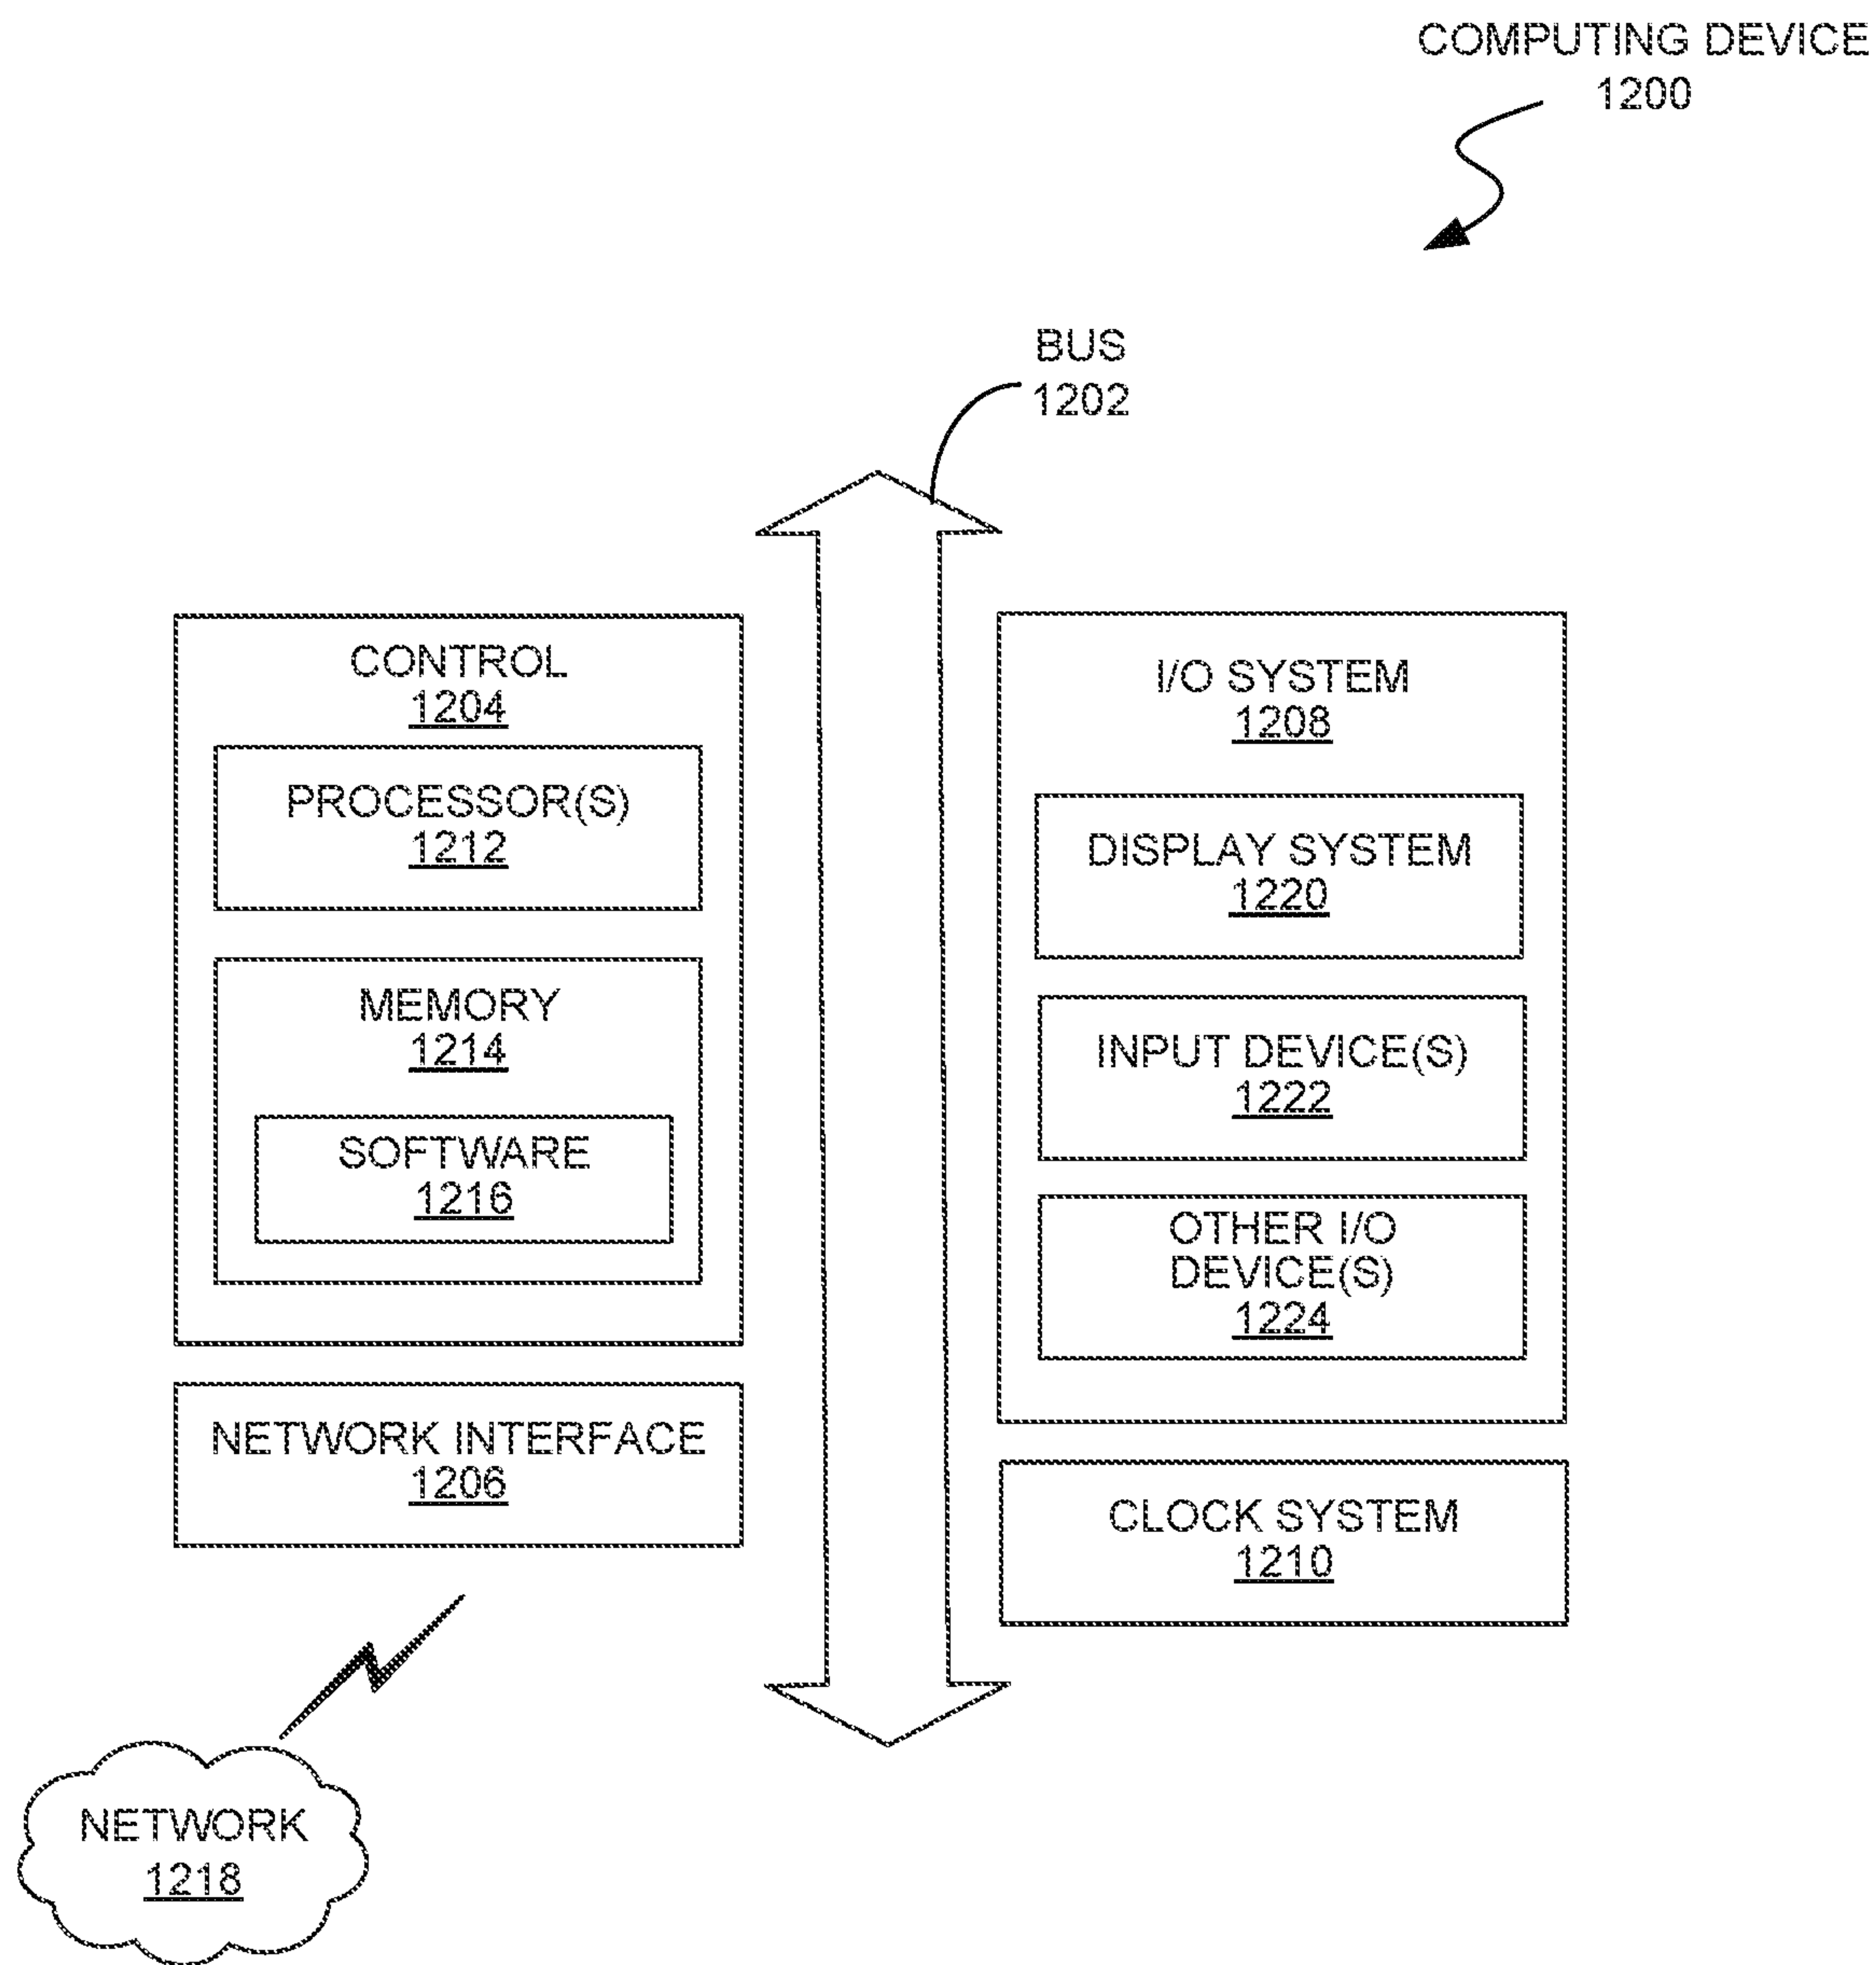 COMPUTING DEVICE
1200
BUS
1202
CONTROL
1204
PROCESSOR(S)
1212
MEMORY
1214
SOFTWARE
1216
NETWORK INTERFACE
1206
I/O SYSTEM
1208
DISPLAY SYSTEM
1220
INPUT DEVICE(S)
1222
OTHER I/O
DEVICE(S)
1224
CLOCK SYSTEM
1210
NETWORK
1218